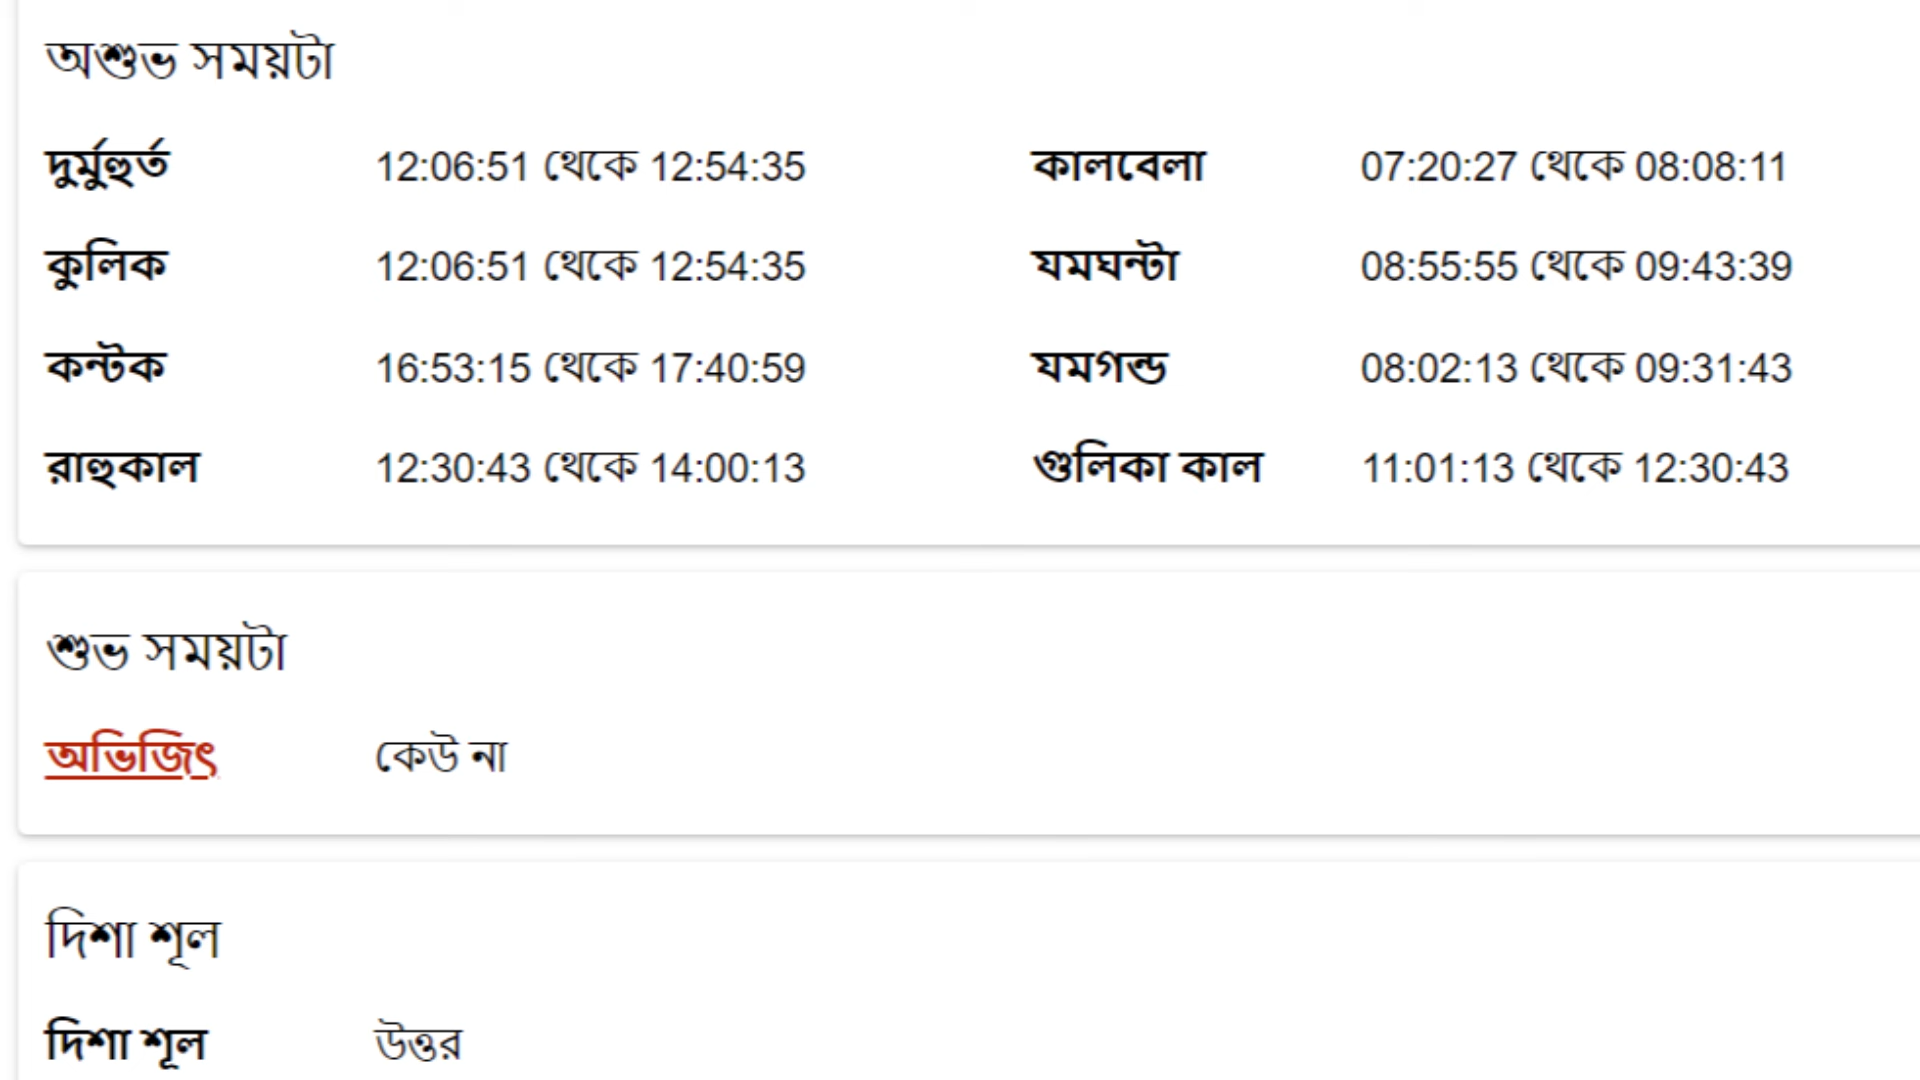 অশুভ সময়টা
দুর্মুহুর্ত 12:06:51 থেকে 12:54:35 কালবেলা 07:20:27 থেকে 08:08:11
কুলিক 12:06:51 থেকে 12:54:35 যমঘন্টা 08:55:55 থেকে 09:43:39
কন্টক 16:53:15 থেকে 17:40:59 যমগন্ড 08:02:13 থেকে 09:31:43
রাহুকাল 12:30:43 থেকে 14:00:13 গুলিকা কাল 11:01:13 থেকে 12:30:43
শুভ সময়টা
অভিজিৎ কেউ না
দিশা শূল
দিশা শূল উত্তর